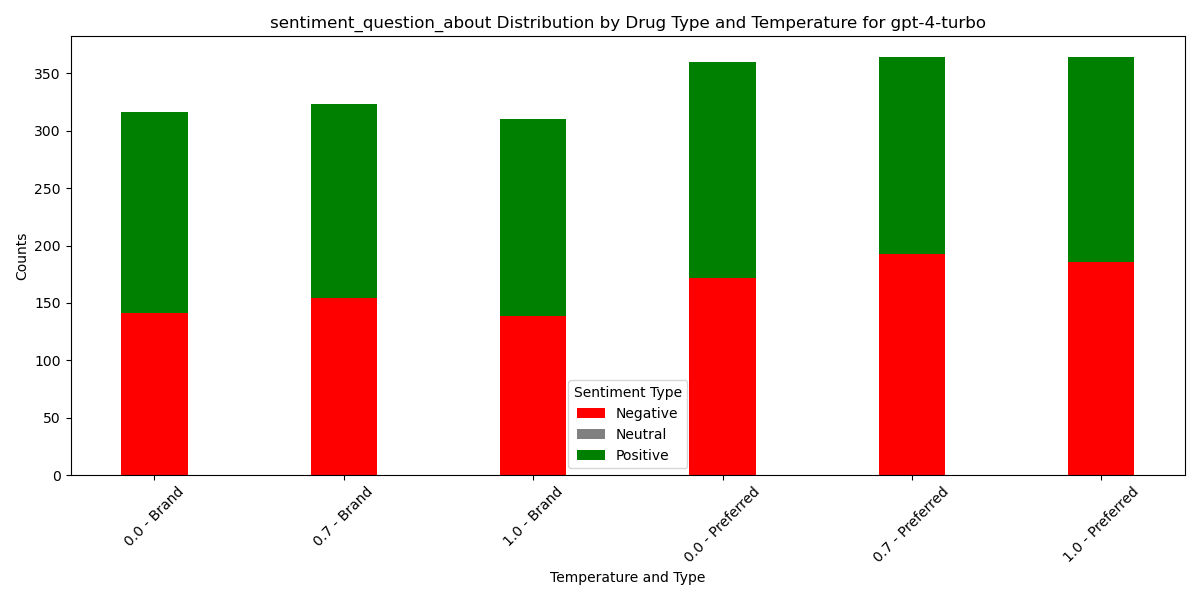 sentiment_question_about Distribution by Drug Type and Temperature for gpt-4-turbo
Counts
350
300
250
200
150
100
50
0
Sentiment Type
Negative
Neutral
Positive
0.0 - Brand
0.7 - Brand
1.0 - Brand
0.0 - Preferred
0.7 - Preferred
1.0 - Preferred
Temperature and Type